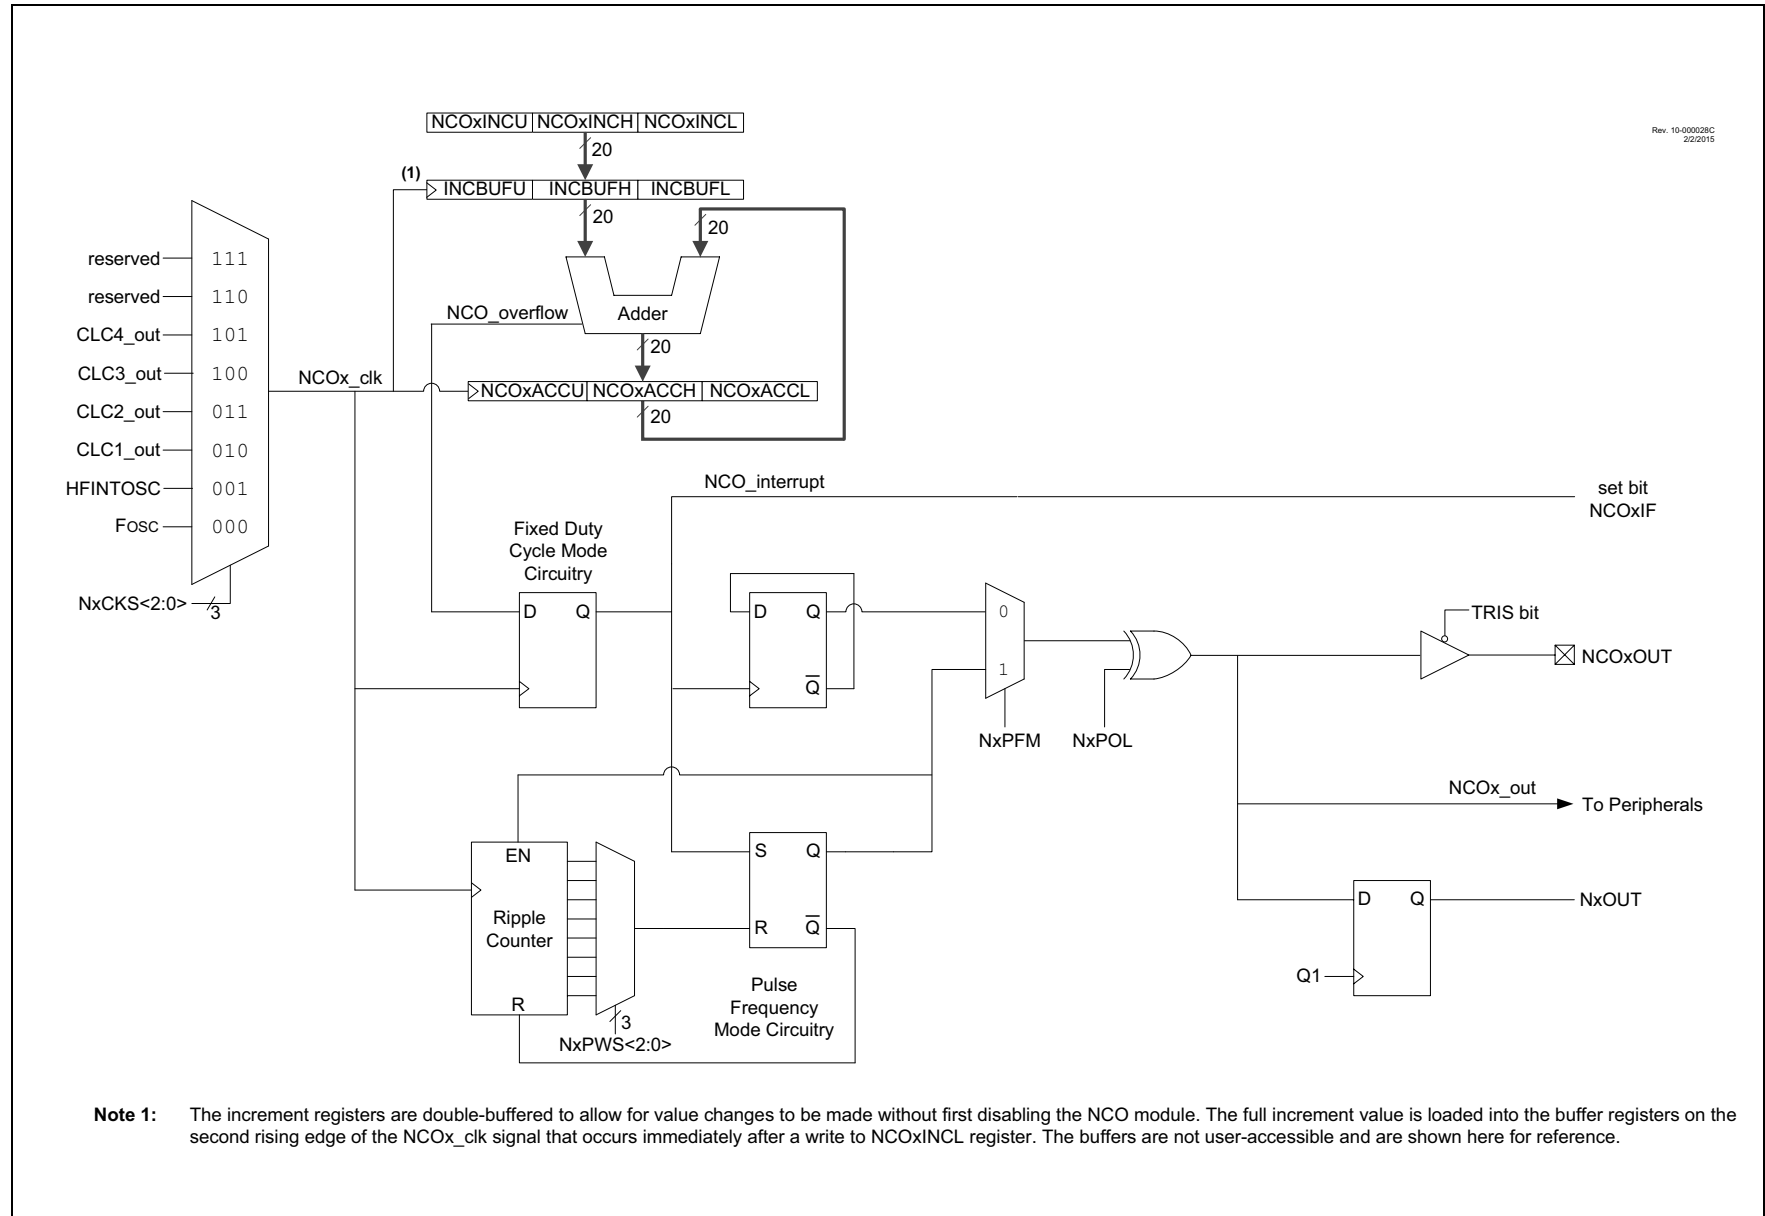 Rev. 10-000028C
2/2/2015
NCOxINCU NCOxINCH NCOxINCL
20
(1)
INCBUFU INCBUFH INCBUFL
20
20
Adder
NCO_overflow
20
NCOxACCU NCOxACCH NCOxACCL
20
reserved 111
reserved 110
CLC4_out 101
CLC3_out 100
CLC2_out 011
CLC1_out 010
HFINTOSC 001
FOSC 000
NxCKS<2:0>
3
NCOx_clk
NCO_interrupt
set bit
NCOxIF
Fixed Duty
Cycle Mode
Circuitry
D Q
D Q
Q
0
1
NxPFM
NxPOL
TRIS bit
NCOxOUT
NCOx_out
To Peripherals
EN
Ripple
Counter
R
3
NxPWS<2:0>
S Q
R Q
Pulse
Frequency
Mode Circuitry
D Q
NxOUT
Q1
Note 1: The increment registers are double-buffered to allow for value changes to be made without first disabling the NCO module. The full increment value is loaded into the buffer registers on the
second rising edge of the NCOx_clk signal that occurs immediately after a write to NCOxINCL register. The buffers are not user-accessible and are shown here for reference.